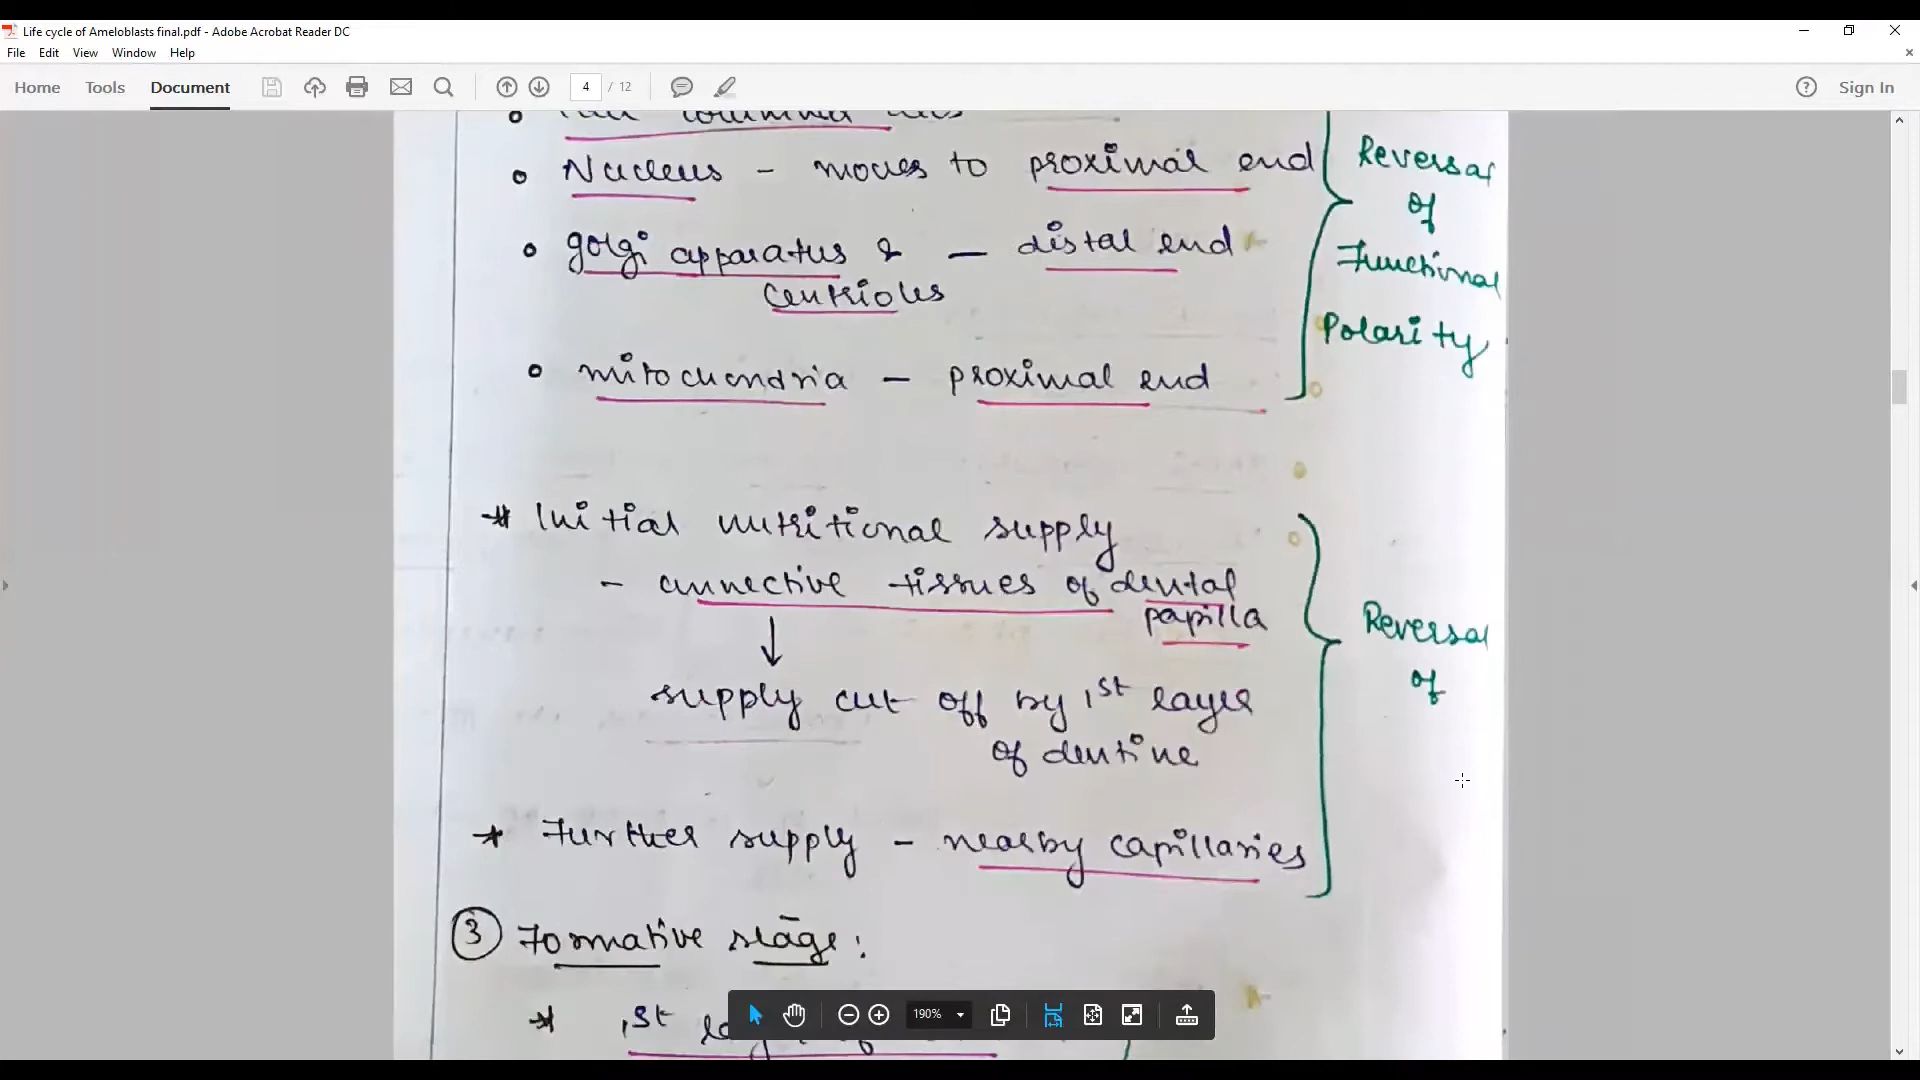 Life cycle of Ameloblasts final.pdf - Adobe Acrobat Reader DC
File Edit View Window Help
Home Tools Document 4 / 12 Sign In
Nucleus - moves to proximal end
golgi apparatus & — distal end
centrioles
mitochondria — proximal end
Reversal
of
Functional
Polarity
* Initial nutritional supply
- connective tissues of dental
papilla
↓
supply cut off by 1st layer
of dentine
* Further supply - nearby capillaries
Reversal
of
③ Formative stage:
* 1st
190%